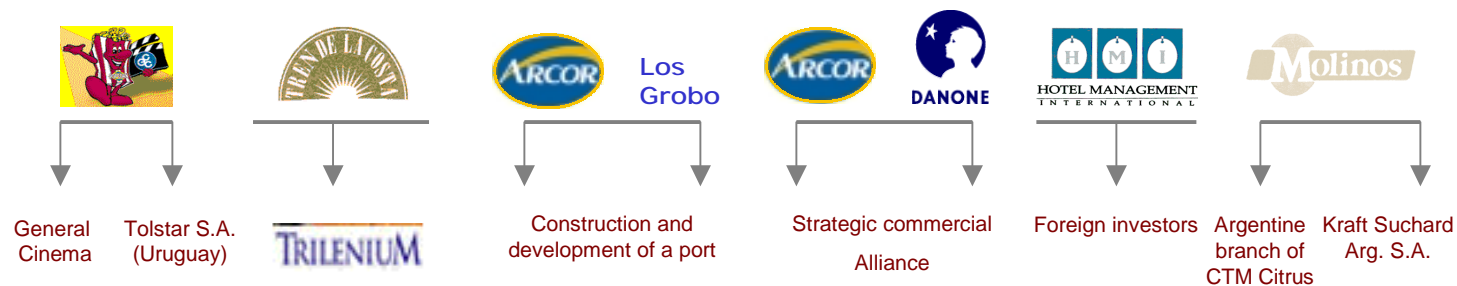 TREN DE LA COSTA
ARCOR
Los
Grobo
ARCOR
DANONE
H M I
HOTEL MANAGEMENT
INTERNATIONAL
Molinos
General
Cinema
Tolstar S.A.
(Uruguay)
TRILENIUM
Construction and
development of a port
Strategic commercial
Alliance
Foreign investors
Argentine
branch of
CTM Citrus
Kraft Suchard
Arg. S.A.